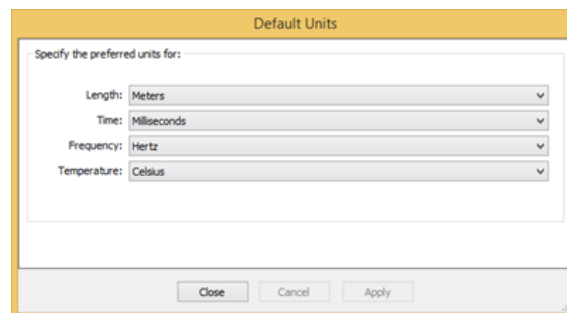 Default Units
Specify the preferred units for:
Length: Meters
Time: Milliseconds
Frequency: Hertz
Temperature: Celsius
Close Cancel Apply